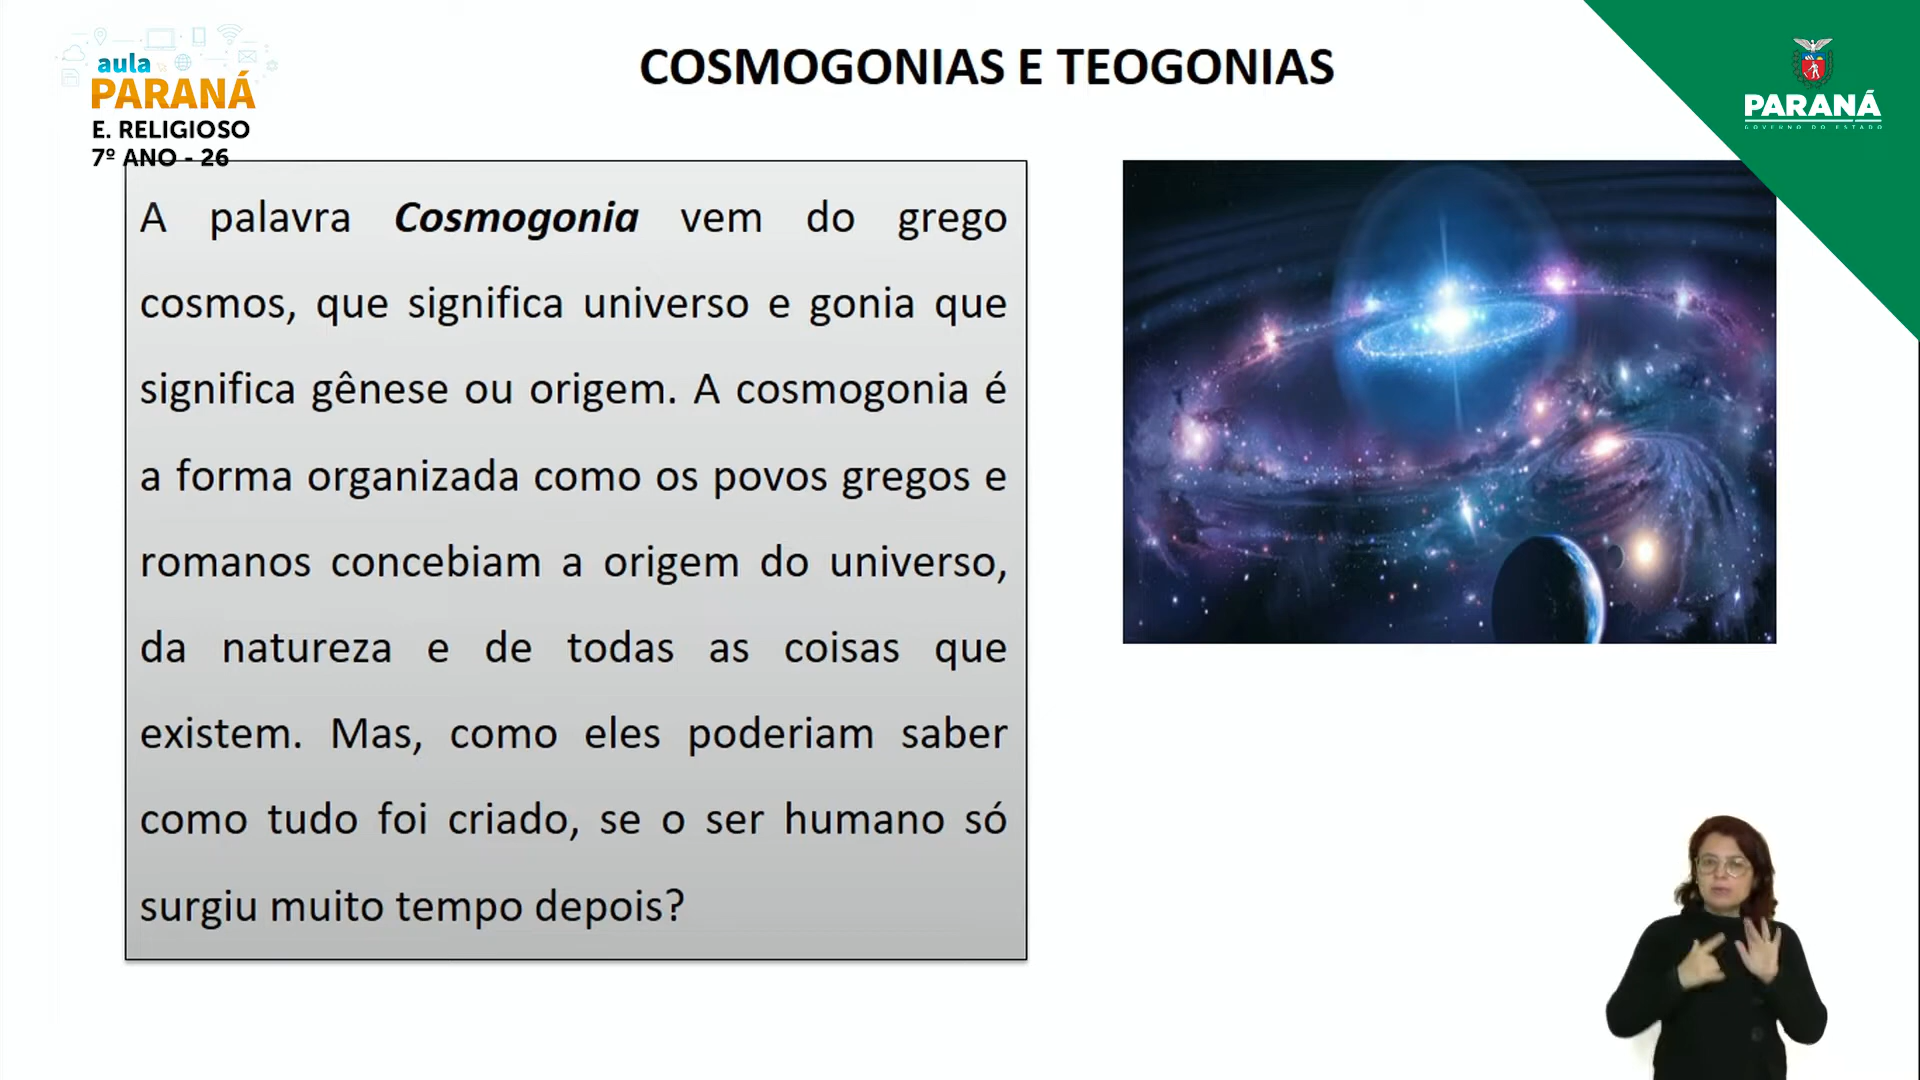 COSMOGONIAS E TEOGONIAS
aula
PARANÁ
E. RELIGIOSO
7º ANO - 26
PARANÁ
GOVERNO DO ESTADO
A palavra Cosmogonia vem do grego
cosmos, que significa universo e gonia que
significa gênese ou origem. A cosmogonia é
a forma organizada como os povos gregos e
romanos concebiam a origem do universo,
da natureza e de todas as coisas que
existem. Mas, como eles poderiam saber
como tudo foi criado, se o ser humano só
surgiu muito tempo depois?